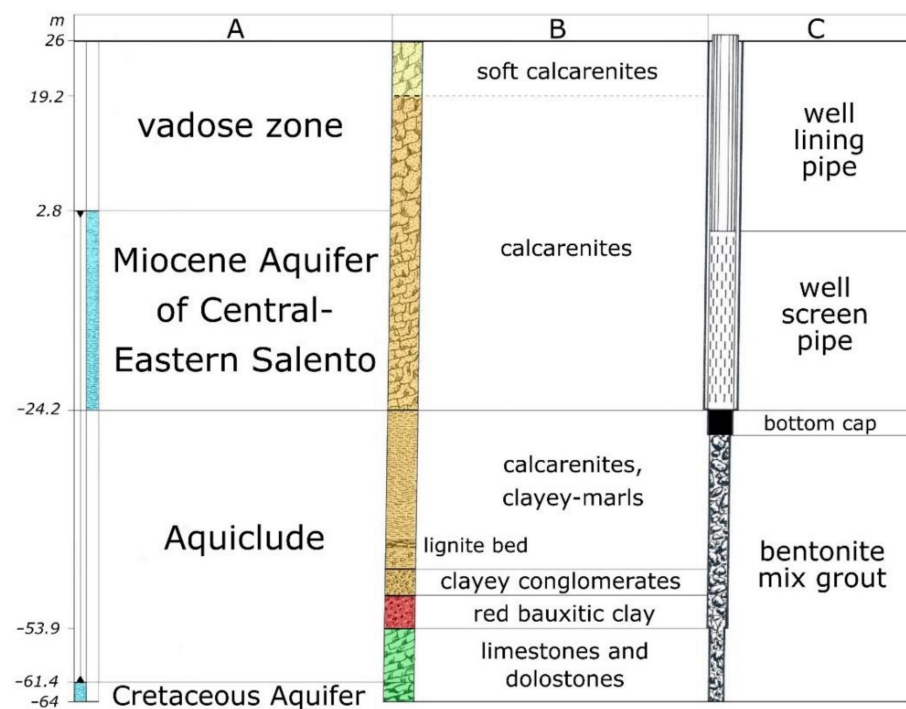 m
A
B
C
26
soft calcarenites
19.2
vadose zone
well
lining
pipe
2.8
Miocene Aquifer
of Central-
Eastern Salento
calcarenites
well
screen
pipe
–24.2
bottom cap
calcarenites,
clayey-marls
Aquiclude
lignite bed
bentonite
mix grout
clayey conglomerates
red bauxitic clay
–53.9
limestones and
dolostones
–61.4
Cretaceous Aquifer
–64